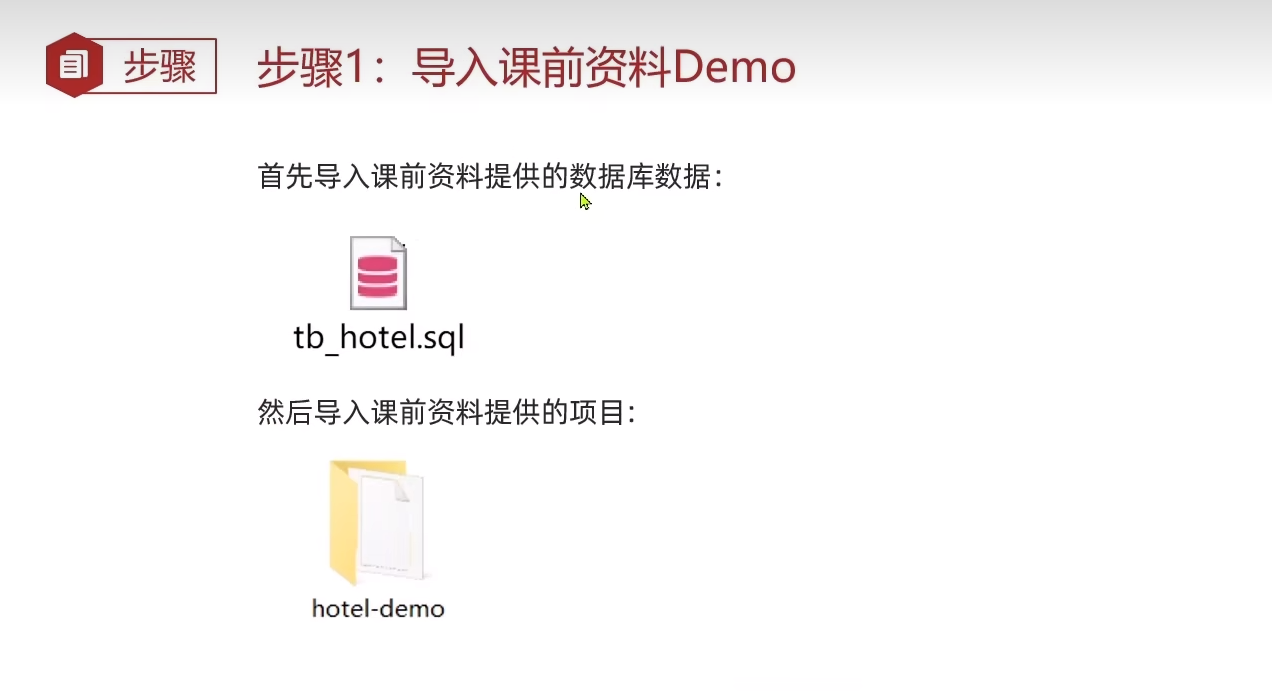 步骤 步骤1：导入课前资料Demo
首先导入课前资料提供的数据库数据：
tb_hotel.sql
然后导入课前资料提供的项目：
hotel-demo